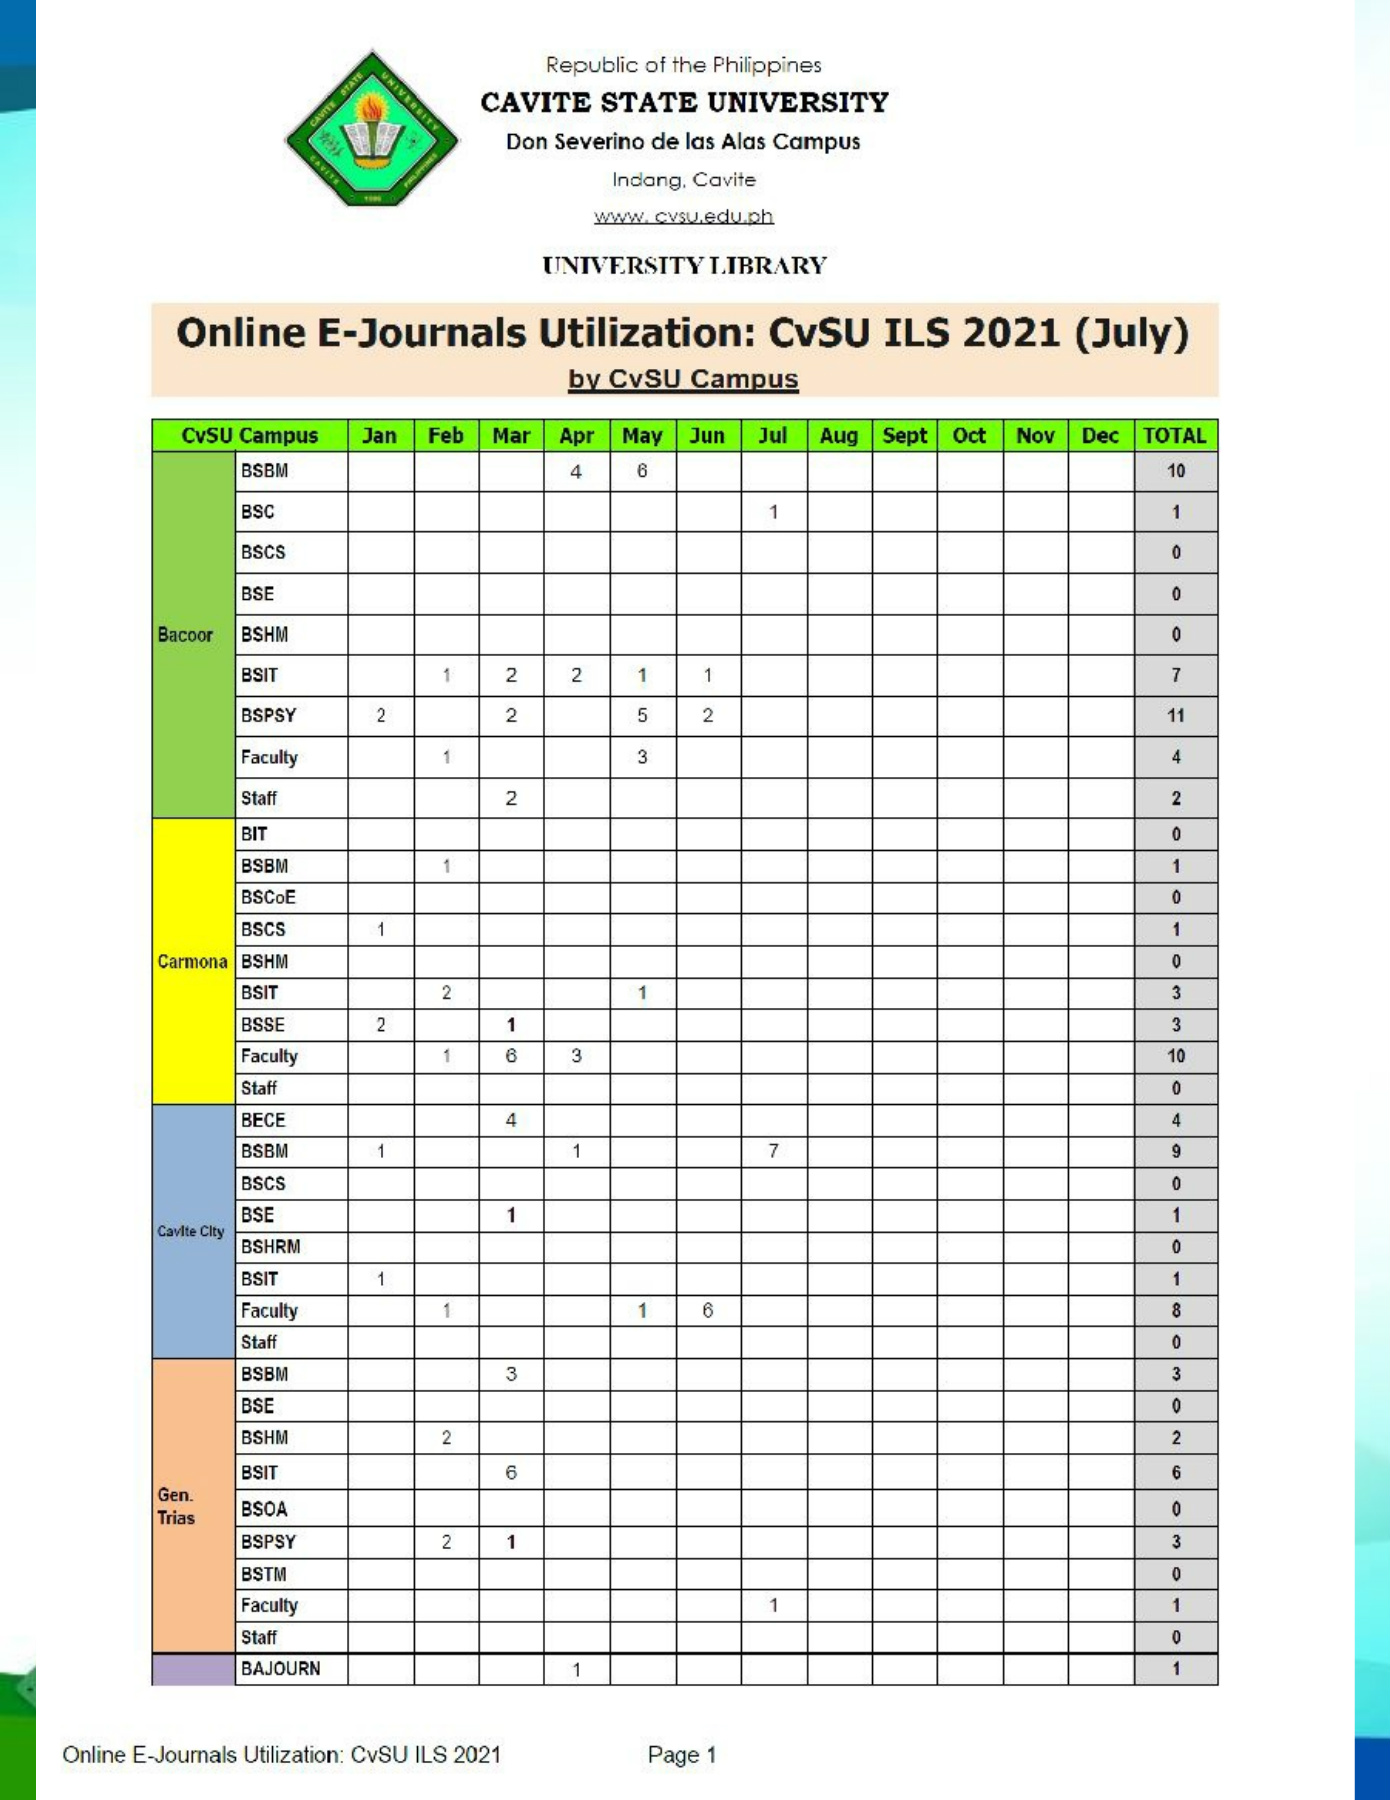 Republic of the Philippines
CAVITE STATE UNIVERSITY
Don Severino de las Alas Campus
Indang, Cavite
www. cvsu.edu.ph
CAVITE STATE UNIVERSITY
CAVITE PHILIPPINES
1906
UNIVERSITY LIBRARY
Online E-Journals Utilization: CvSU ILS 2021 (July)
by CvSU Campus
CvSU Campus Jan Feb Mar Apr May Jun Jul Aug Sept Oct Nov Dec TOTAL
BSBM 4 6 10
BSC 1 1
BSCS 0
BSE 0
Bacoor BSHM 0
BSIT 1 2 2 1 1 7
BSPSY 2 2 5 2 11
Faculty 1 3 4
Staff 2 2
BIT 0
BSBM 1 1
BSCoE 0
BSCS 1 1
Carmona BSHM 0
BSIT 2 1 3
BSSE 2 1 3
Faculty 1 6 3 10
Staff 0
BECE 4 4
BSBM 1 1 7 9
BSCS 0
BSE 1 1
Cavite City
BSHRM 0
BSIT 1 1
Faculty 1 1 6 8
Staff 0
BSBM 3 3
BSE 0
BSHM 2 2
BSIT 6 6
Gen.
Trias
BSOA 0
BSPSY 2 1 3
BSTM 0
Faculty 1 1
Staff 0
BAJOURN 1 1
Online E-Journals Utilization: CvSU ILS 2021 Page 1